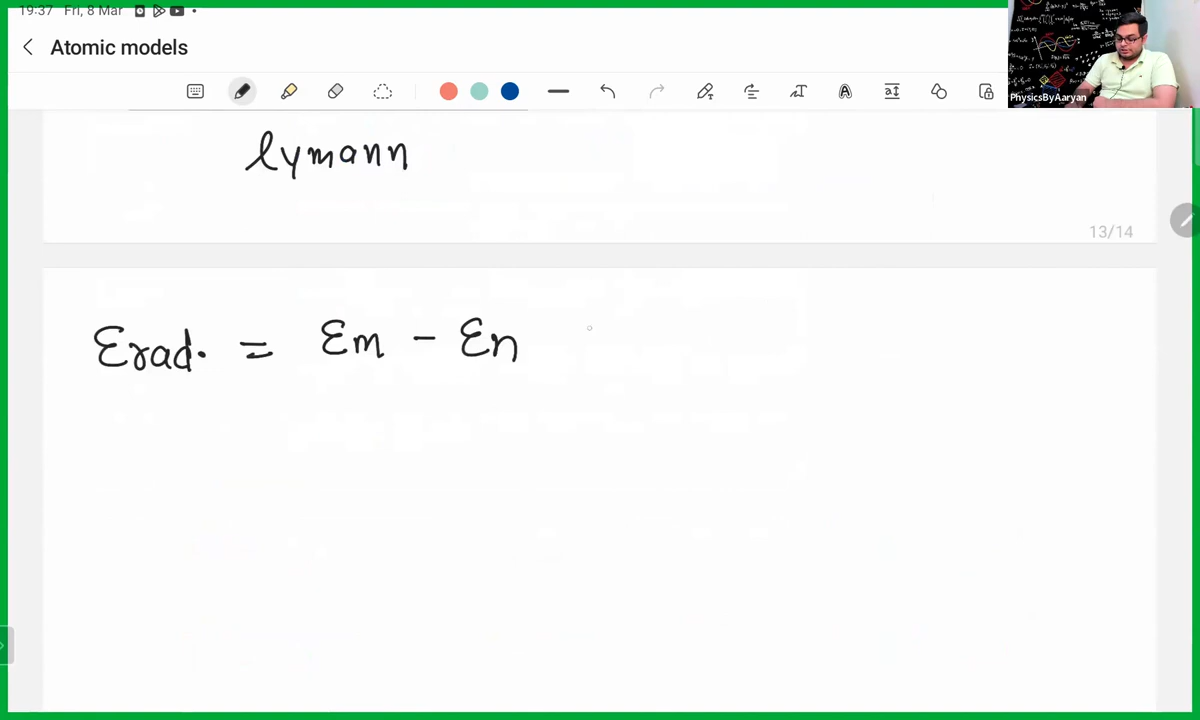 19:37 Fri, 8 Mar
Atomic models
PhysicsByAaryan
lymann
13/14
Erad. = Em - En